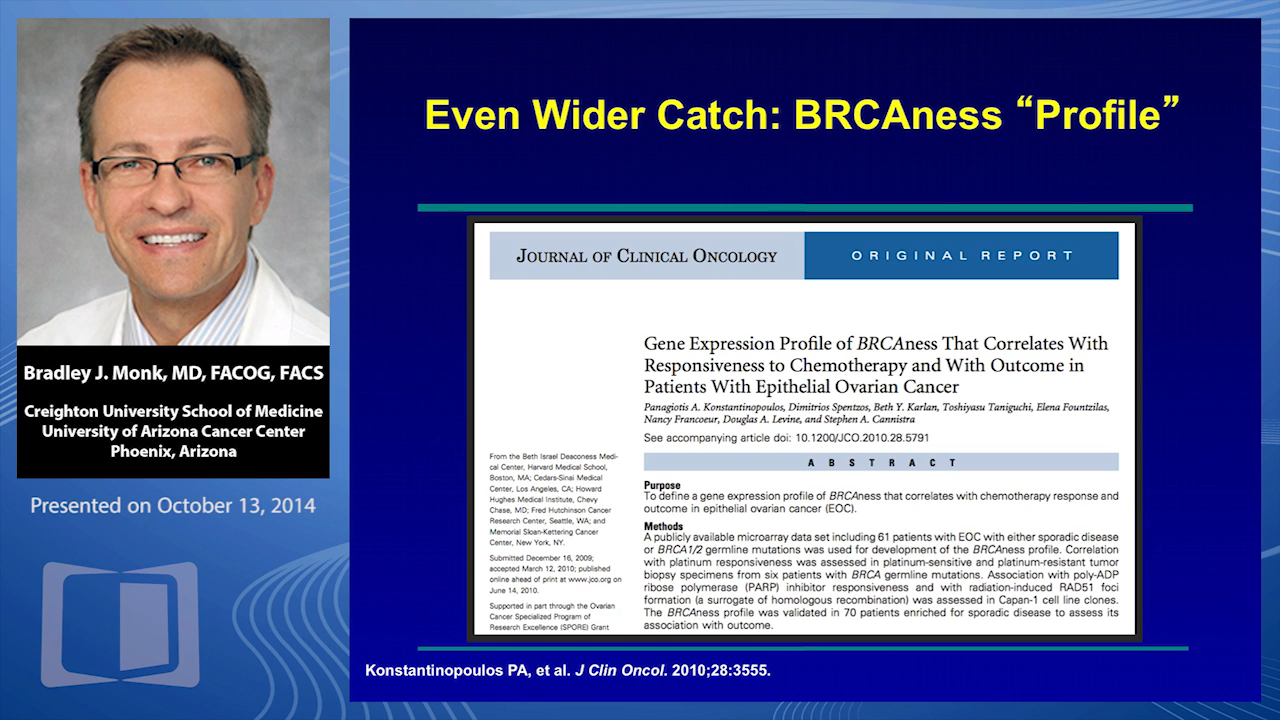 Bradley J. Monk, MD, FACOG, FACS
Creighton University School of Medicine
University of Arizona Cancer Center
Phoenix, Arizona
Presented on October 13, 2014
Even Wider Catch: BRCAness “Profile”
JOURNAL OF CLINICAL ONCOLOGY
ORIGINAL REPORT
Gene Expression Profile of BRCAness That Correlates With
Responsiveness to Chemotherapy and With Outcome in
Patients With Epithelial Ovarian Cancer
Panagiotis A. Konstantinopoulos, Dimitrios Spentzos, Beth Y. Karlan, Toshiyasu Taniguchi, Elena Fountzilas,
Nancy Francoeur, Douglas A. Levine, and Stephen A. Cannistra
See accompanying article doi: 10.1200/JCO.2010.28.5791
From the Beth Israel Deaconess Medi-
cal Center, Harvard Medical School,
Boston, MA; Cedars-Sinai Medical
Center, Los Angeles, CA; Howard
Hughes Medical Institute, Chevy
Chase, MD; Fred Hutchinson Cancer
Research Center, Seattle, WA; and
Memorial Sloan-Kettering Cancer
Center, New York, NY.
Submitted December 16, 2009;
accepted March 12, 2010; published
online ahead of print at www.jco.org on
June 14, 2010.
Supported in part through the Ovarian
Cancer Specialized Program of
Research Excellence (SPORE) Grant
ABSTRACT
Purpose
To define a gene expression profile of BRCAness that correlates with chemotherapy response and
outcome in epithelial ovarian cancer (EOC).
Methods
A publicly available microarray data set including 61 patients with EOC with either sporadic disease
or BRCA1/2 germline mutations was used for development of the BRCAness profile. Correlation
with platinum responsiveness was assessed in platinum-sensitive and platinum-resistant tumor
biopsy specimens from six patients with BRCA germline mutations. Association with poly-ADP
ribose polymerase (PARP) inhibitor responsiveness and with radiation-induced RAD51 foci
formation (a surrogate of homologous recombination) was assessed in Capan-1 cell line clones.
The BRCAness profile was validated in 70 patients enriched for sporadic disease to assess its
association with outcome.
Konstantinopoulos PA, et al. J Clin Oncol. 2010;28:3555.